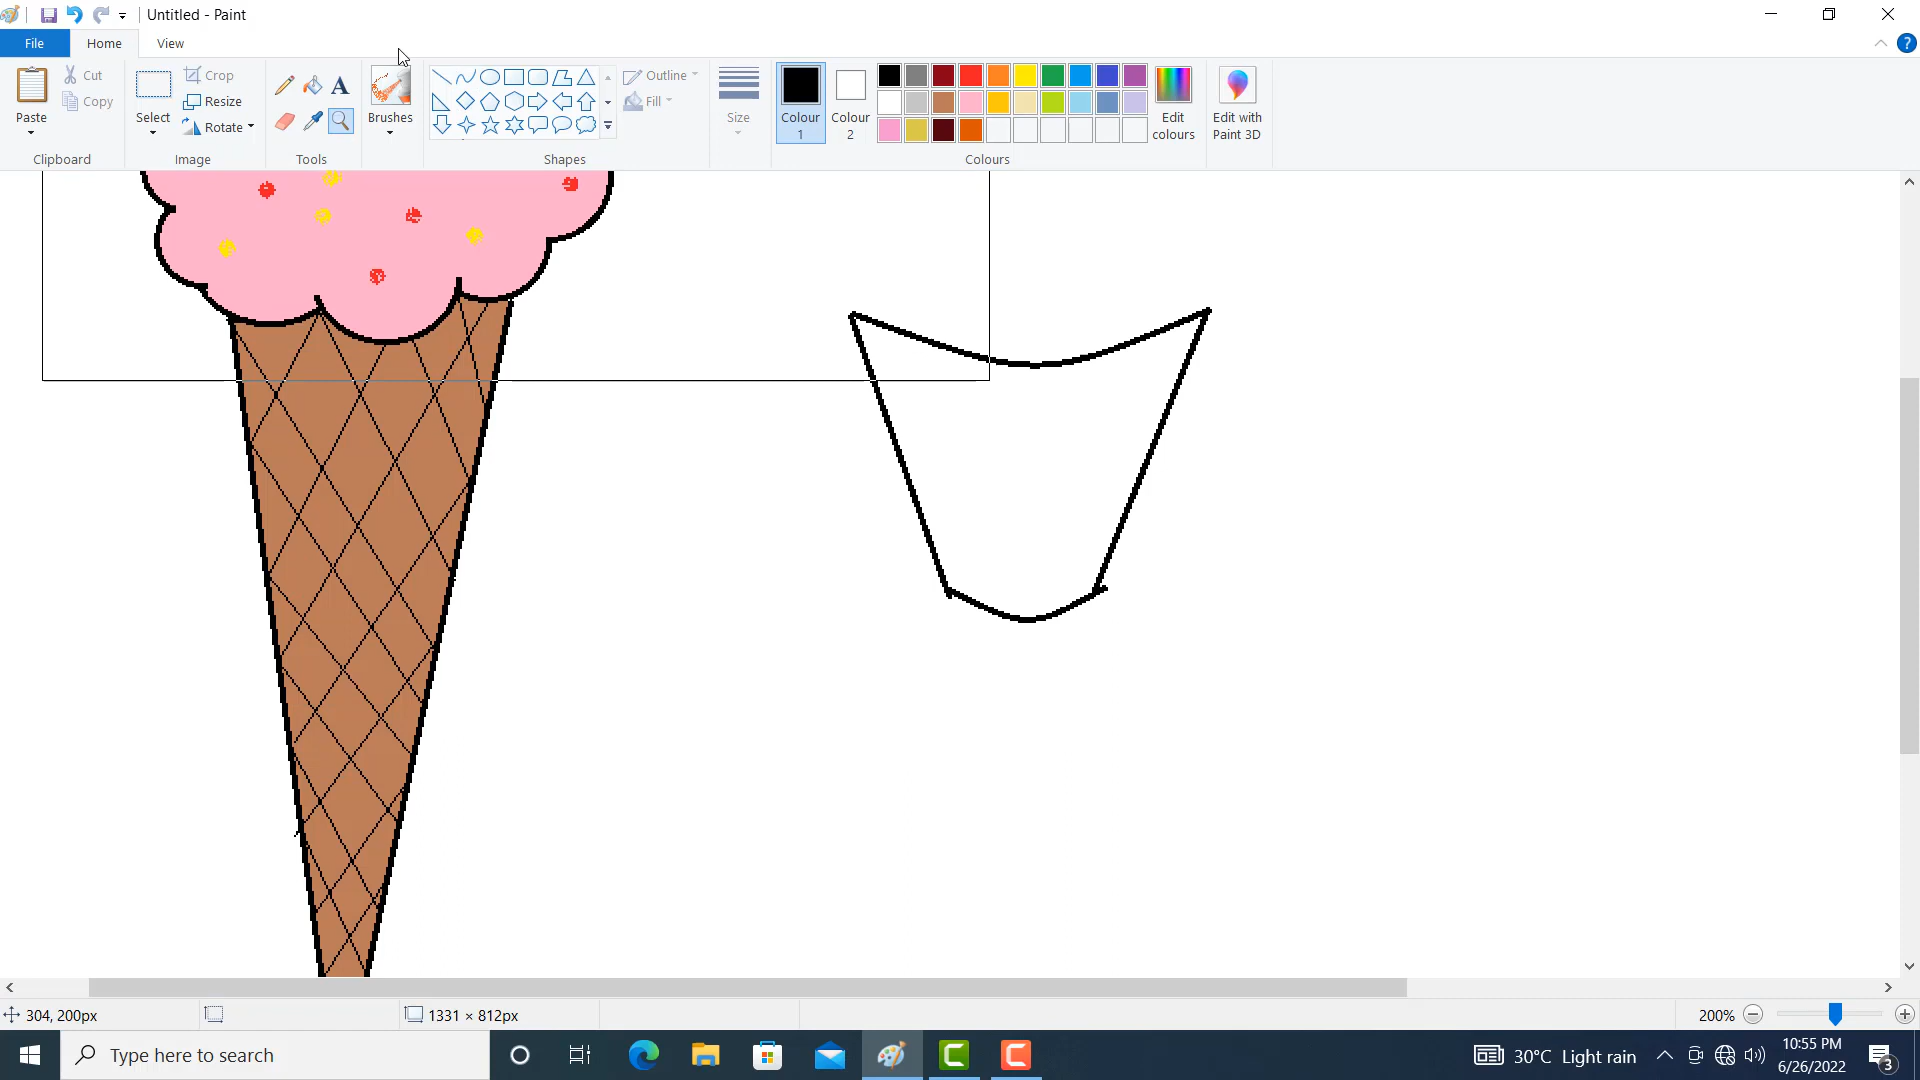 Untitled - Paint
File Home View
Paste
Cut
Copy
Clipboard
Select
Crop
Resize
Rotate
Image
A
Tools
Brushes
Outline
Fill
Shapes
Size
Colour 1
Colour 2
Edit colours
Colours
Edit with Paint 3D
?
304, 200px
1331 × 812px
200%
Type here to search
30°C Light rain
10:55 PM
6/26/2022
3